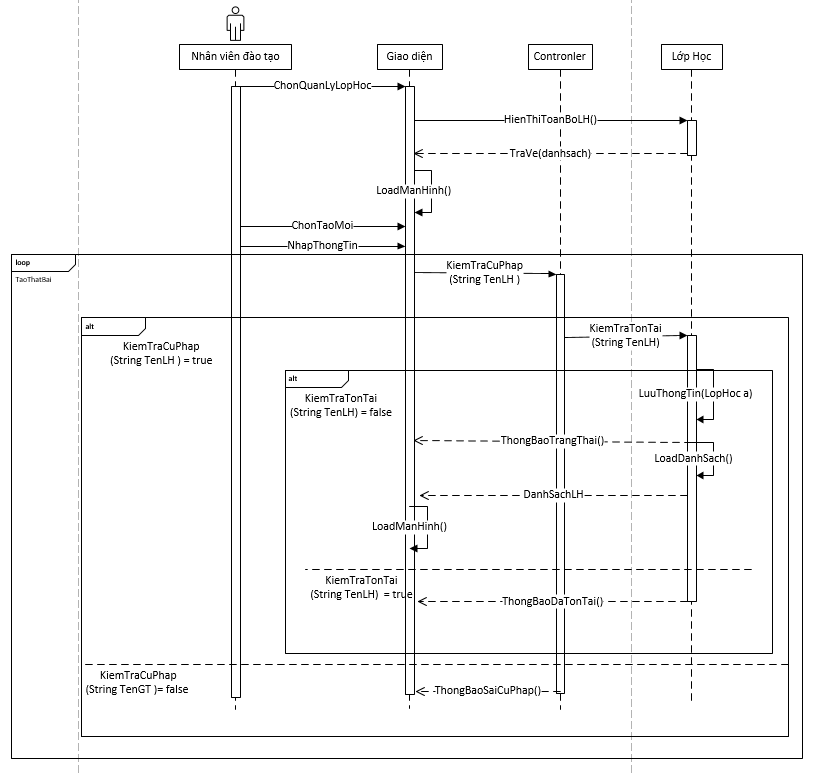 Nhân viên đào tạo
Giao diện
Contronler
Lớp Học
ChonQuanLyLopHoc
HienThiToanBoLH()
TraVe(danhsach)
LoadManHinh()
ChonTaoMoi
NhapThongTin
loop
TaoThatBai
KiemTraCuPhap
(String TenLH )
alt
KiemTraCuPhap
(String TenLH ) = true
KiemTraTonTai
(String TenLH)
alt
KiemTraTonTai
(String TenLH) = false
LuuThongTin(LopHoc a)
ThongBaoTrangThai()
LoadDanhSach()
DanhSachLH
LoadManHinh()
KiemTraTonTai
(String TenLH) = true
ThongBaoDaTonTai()
KiemTraCuPhap
(String TenGT )= false
ThongBaoSaiCuPhap()